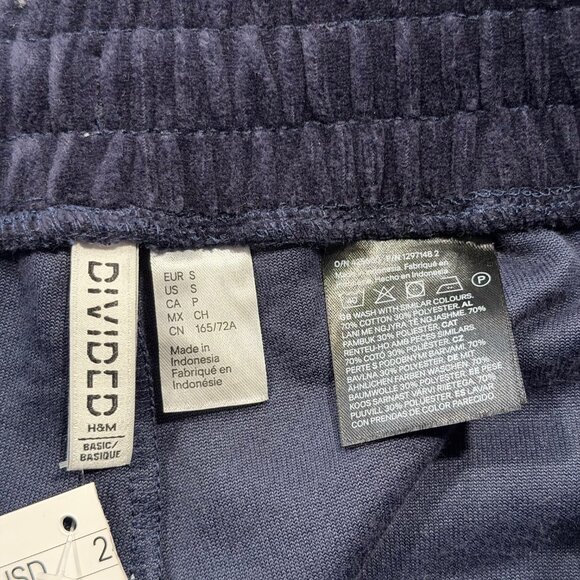 DIVIDED
H&M
BASIC/
BASIQUE
EUR S
US S
CA P
MX CH
CN 165/72A
Made in
Indonesia
Fabriqué en
Indonésie
O/N
P/N 1297148 2
Made in Indonesia, Fabriqué en
Hecho en Indonesia
40
P
GB WASH WITH SIMILAR COLOURS.
70% COTTON 30% POLYESTER. AL
LAN ME NGJYRA TË NGJASHME. 70%
PAMBUK 30% POLIESTER. CAT
RENTEU HO AMB PECES SIMILARS.
70% COTÓ 30% POLIÈSTER. CZ
PERTE S PODOBNÝMI BARVAMI. 70%
BAVLNA 30% POLYESTER. DE MIT
ÄHNLICHEN FARBEN WASCHEN. 70%
BAUMWOLLE 30% POLYESTER. EE
KOOS SARNAST VÄRVI RIIETEGA. 70%
PUUVILL 30% POLÜESTER. ES LAVAR
CON PRENDAS DE COLOR PARECIDO.
USD
2